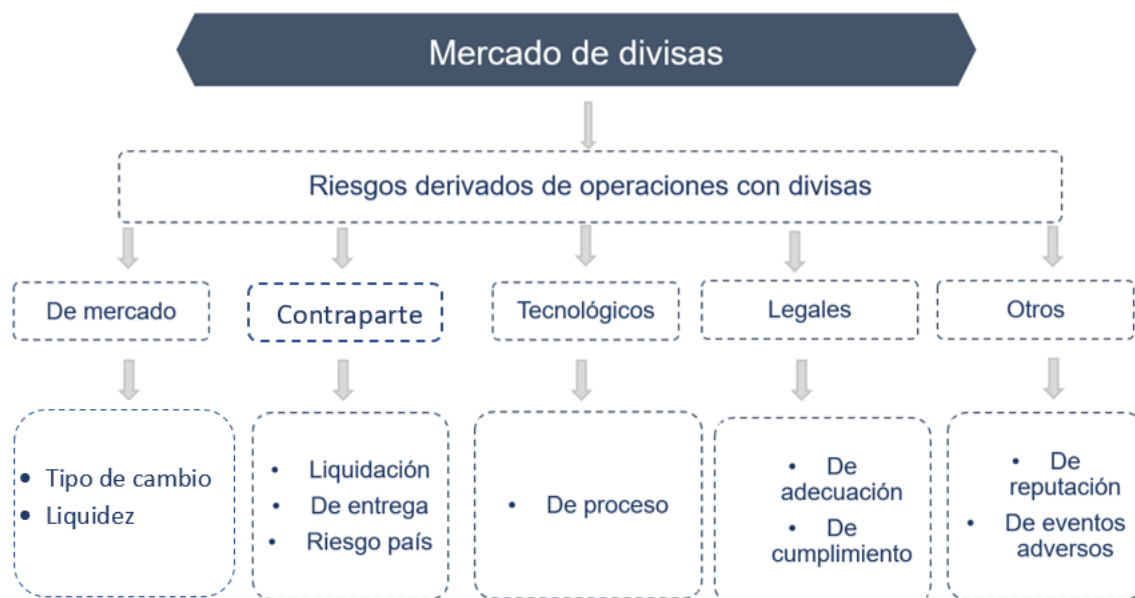 Mercado de divisas
Riesgos derivados de operaciones con divisas
De mercado
Contraparte
Tecnológicos
Legales
Otros
• Tipo de cambio
• Liquidez
• Liquidación
• De entrega
• Riesgo país
• De proceso
• De
adecuación
• De
cumplimiento
• De
reputación
• De eventos
adversos